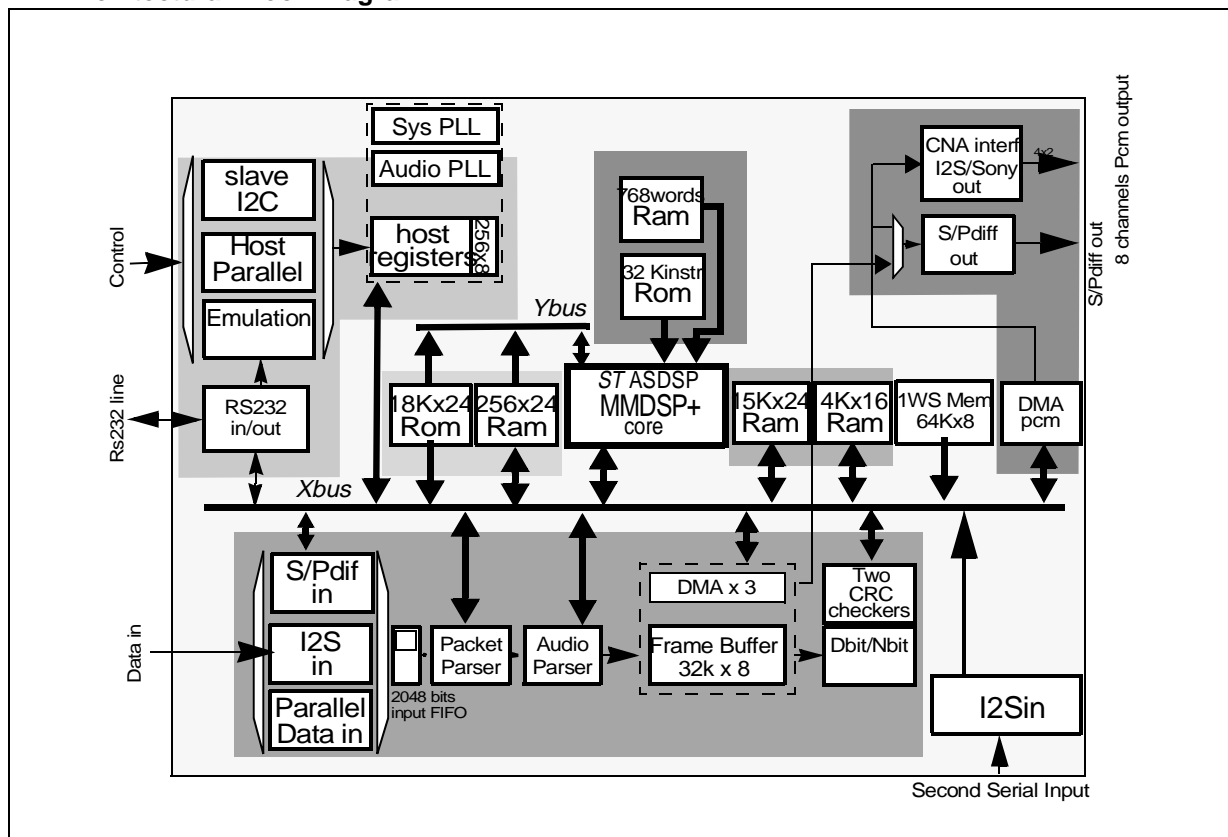 Sys PLL
Audio PLL
slave
I2C
Host
Parallel
Emulation
host
registers
256x8
Control
RS232
in/out
Rs232 line
768words
Ram
32 Kinstr
Rom
CNA interf
I2S/Sony
out
4x2
S/Pdiff
out
8 channels Pcm output
S/Pdiff out
Ybus
18Kx24
Rom
256x24
Ram
ST ASDSP
MMDSP+
core
15Kx24
Ram
4Kx16
Ram
1WS Mem
64Kx8
DMA
pcm
Xbus
S/Pdif
in
I2S
in
Parallel
Data in
Data in
2048 bits
input FIFO
Packet
Parser
Audio
Parser
DMA x 3
Frame Buffer
32k x 8
Two
CRC
checkers
Dbit/Nbit
I2Sin
Second Serial Input